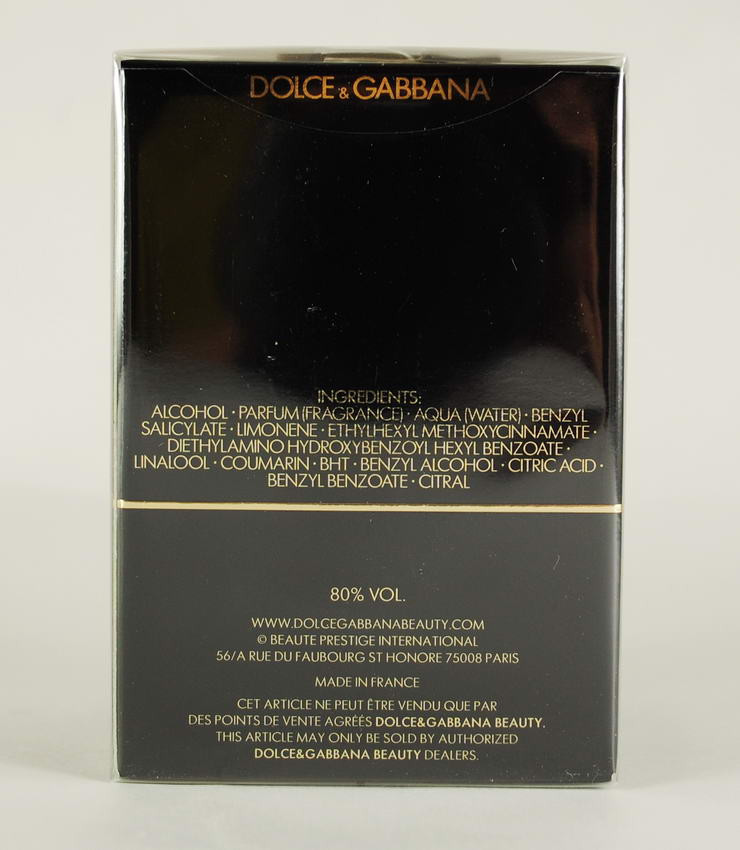 DOLCE & GABBANA
INGREDIENTS:
ALCOHOL · PARFUM (FRAGRANCE) · AQUA (WATER) · BENZYL
SALICYLATE · LIMONENE · ETHYLHEXYL METHOXYCINNAMATE ·
DIETHYLAMINO HYDROXYBENZOYL HEXYL BENZOATE ·
LINALOOL · COUMARIN · BHT · BENZYL ALCOHOL · CITRIC ACID ·
BENZYL BENZOATE · CITRAL
80% VOL.
WWW.DOLCEGABBANABEAUTY.COM
© BEAUTE PRESTIGE INTERNATIONAL
56/A RUE DU FAUBOURG ST HONORE 75008 PARIS
MADE IN FRANCE
CET ARTICLE NE PEUT ÊTRE VENDU QUE PAR
DES POINTS DE VENTE AGRÉÉS DOLCE&GABBANA BEAUTY.
THIS ARTICLE MAY ONLY BE SOLD BY AUTHORIZED
DOLCE&GABBANA BEAUTY DEALERS.